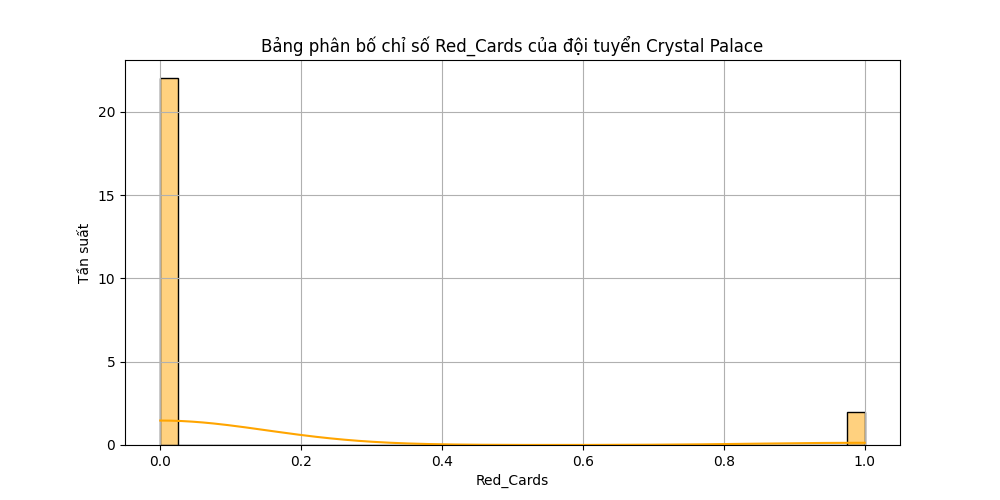 Bảng phân bố chỉ số Red_Cards của đội tuyển Crystal Palace
20
15
10
5
0
Tần suất
0.0 0.2 0.4 0.6 0.8 1.0
Red_Cards